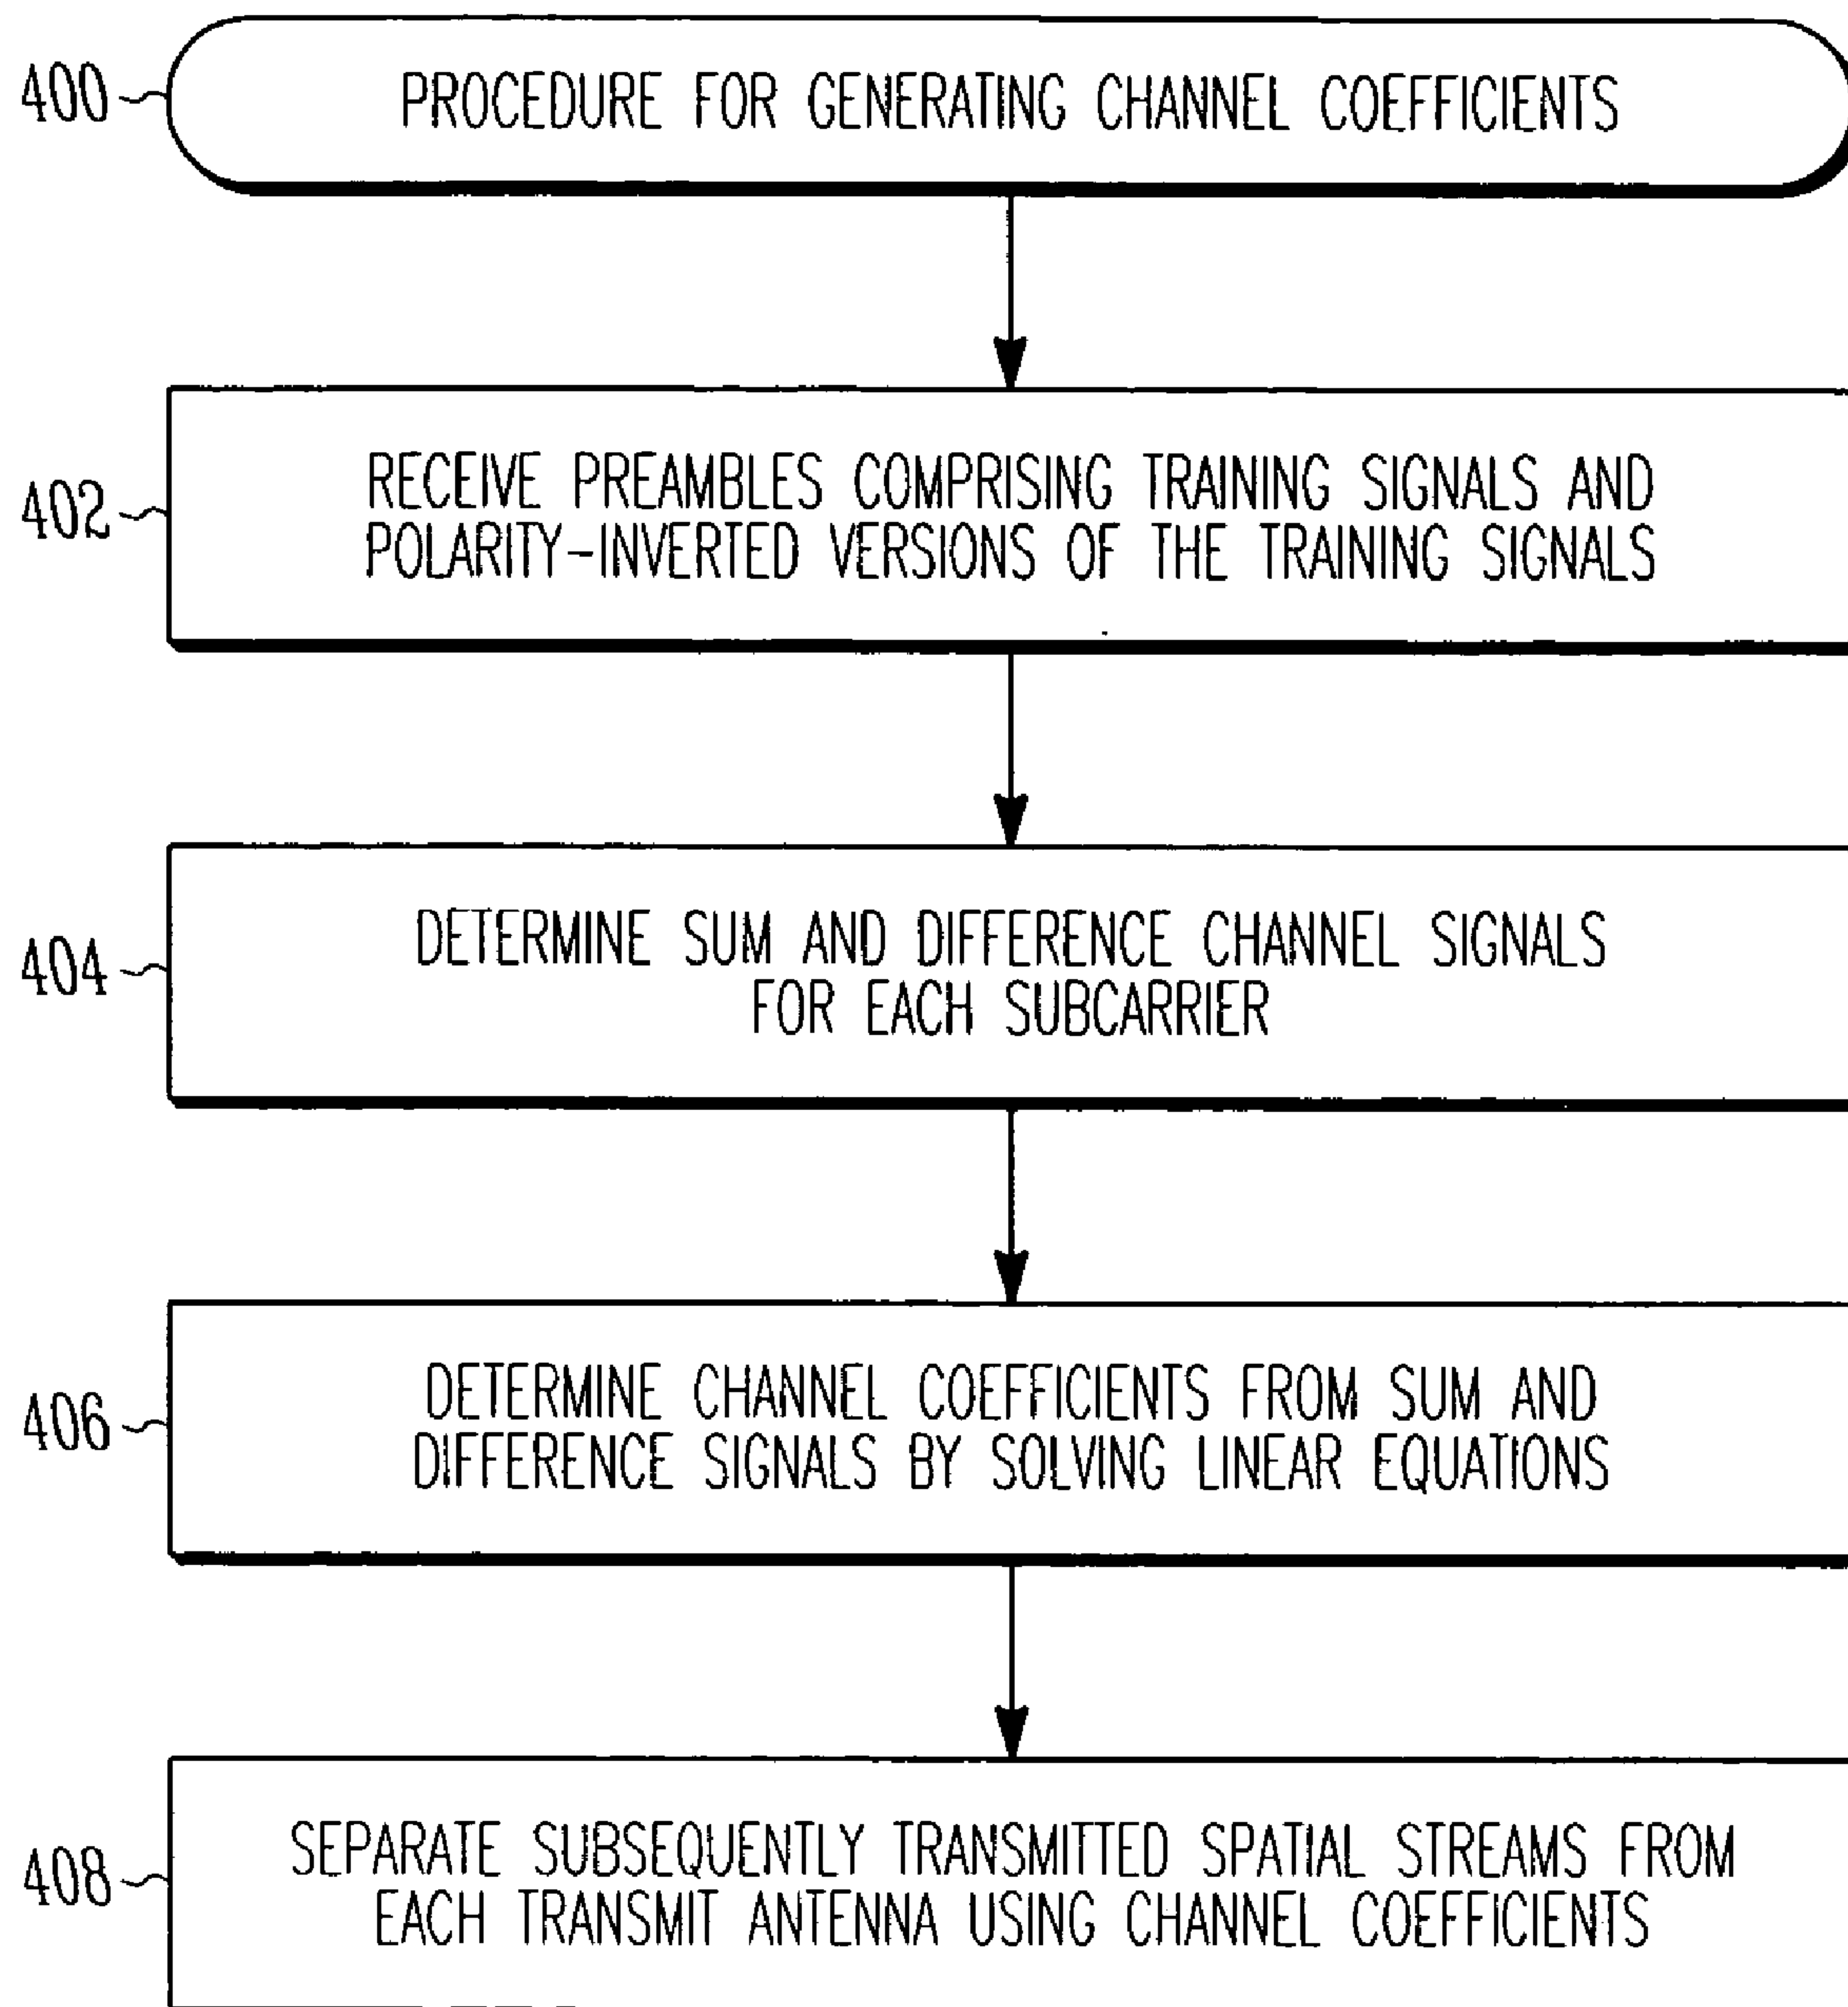 400
PROCEDURE FOR GENERATING CHANNEL COEFFICIENTS
402
RECEIVE PREAMBLES COMPRISING TRAINING SIGNALS AND
POLARITY-INVERTED VERSIONS OF THE TRAINING SIGNALS
404
DETERMINE SUM AND DIFFERENCE CHANNEL SIGNALS
FOR EACH SUBCARRIER
406
DETERMINE CHANNEL COEFFICIENTS FROM SUM AND
DIFFERENCE SIGNALS BY SOLVING LINEAR EQUATIONS
408
SEPARATE SUBSEQUENTLY TRANSMITTED SPATIAL STREAMS FROM
EACH TRANSMIT ANTENNA USING CHANNEL COEFFICIENTS